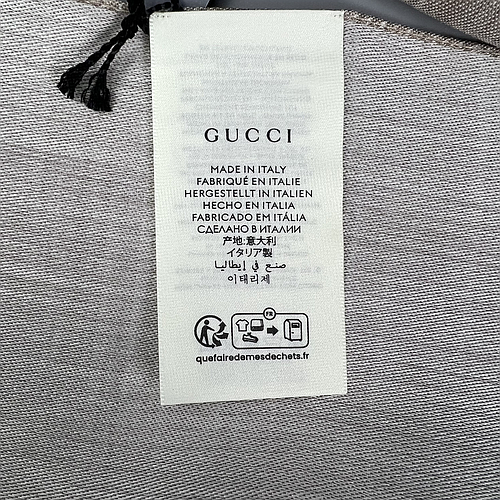 GUCCI
MADE IN ITALY
FABRIQUÉ EN ITALIE
HERGESTELLT IN ITALIEN
HECHO EN ITALIA
FABRICADO EM ITÁLIA
СДЕЛАНО В ИТАЛИИ
产地:意大利
イタリア製
صنع في إيطاليا
이태리제
FR
quefairedemesdechets.fr